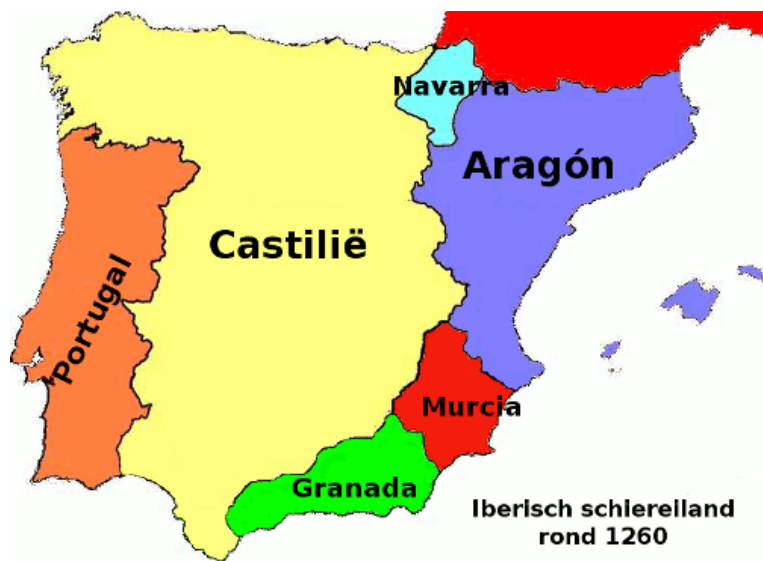 Navarra
Aragón
Castilië
Portugal
Murcia
Granada
Iberisch schiereiland
rond 1260